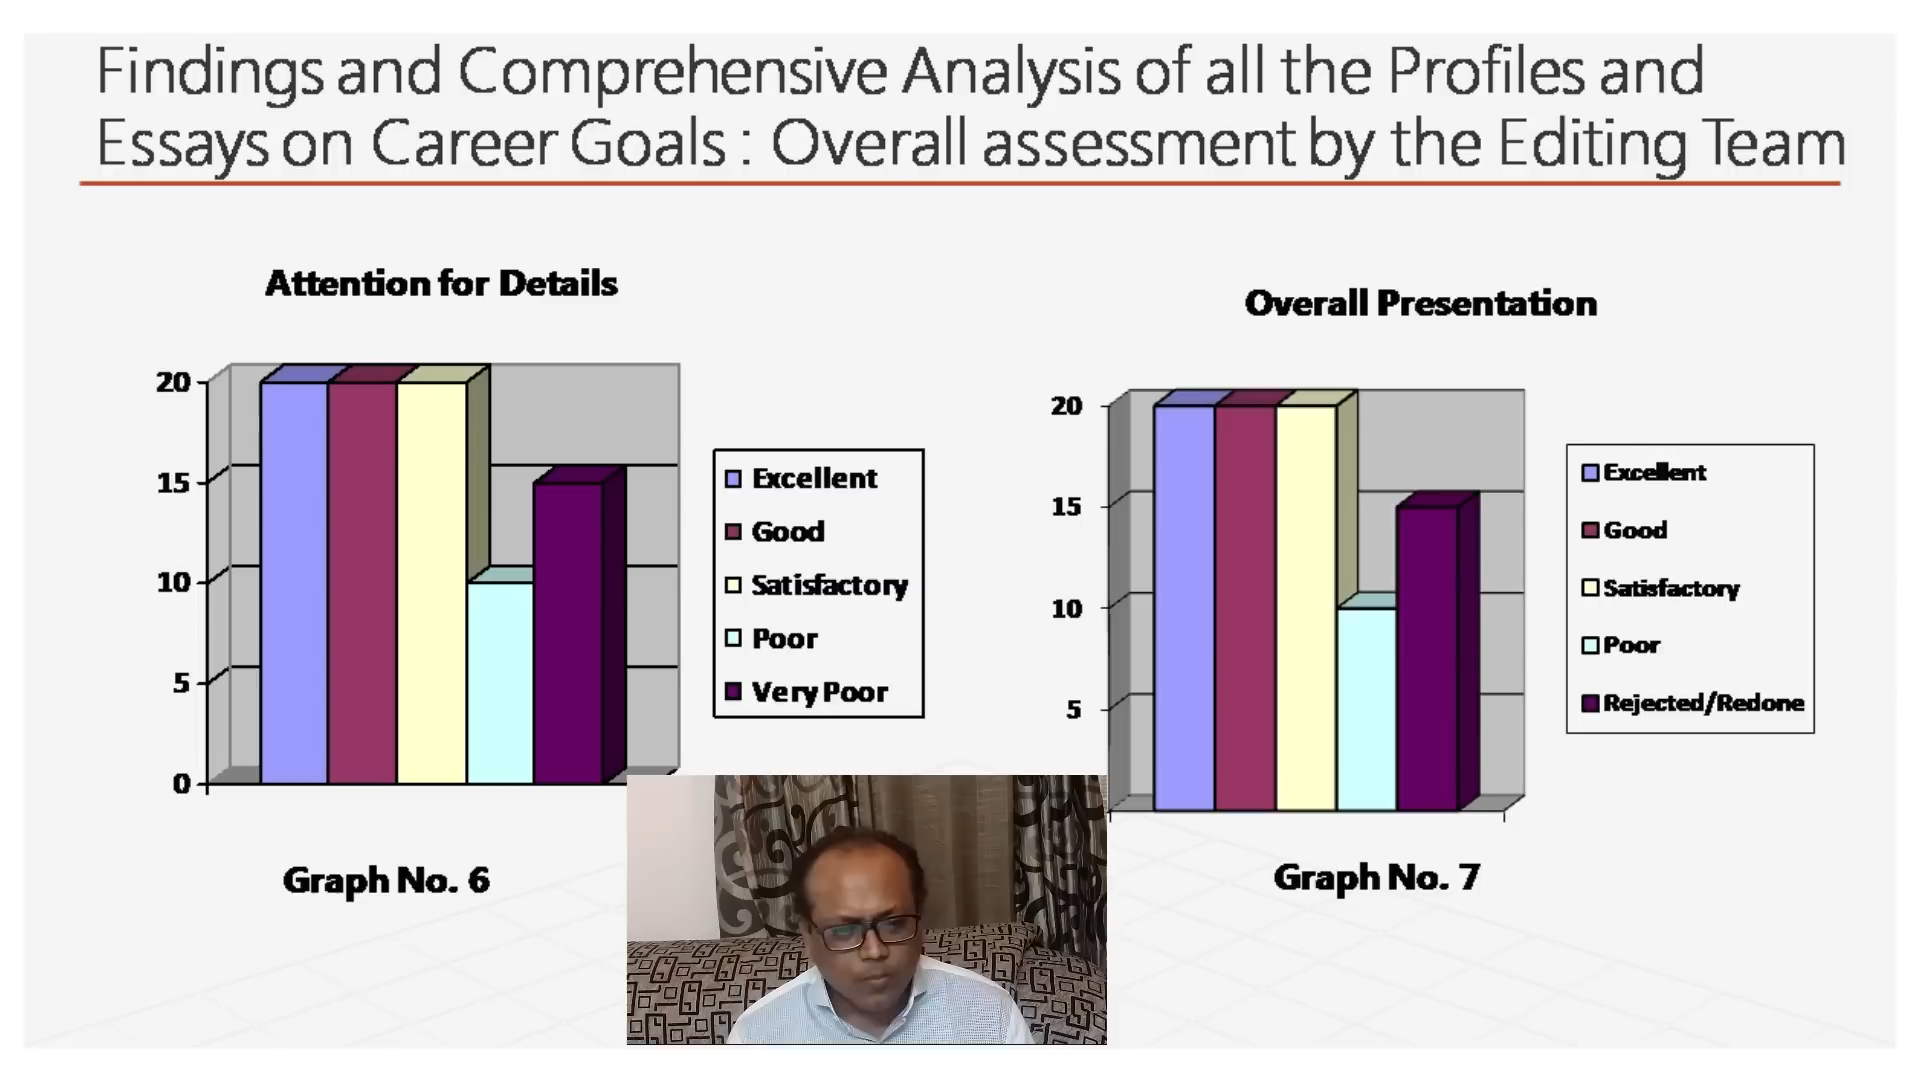 Findings and Comprehensive Analysis of all the Profiles and
Essays on Career Goals : Overall assessment by the Editing Team
Attention for Details
20
15
10
5
0
Excellent
Good
Satisfactory
Poor
Very Poor
Graph No. 6
Overall Presentation
20
15
10
5
Excellent
Good
Satisfactory
Poor
Rejected/Redone
Graph No. 7